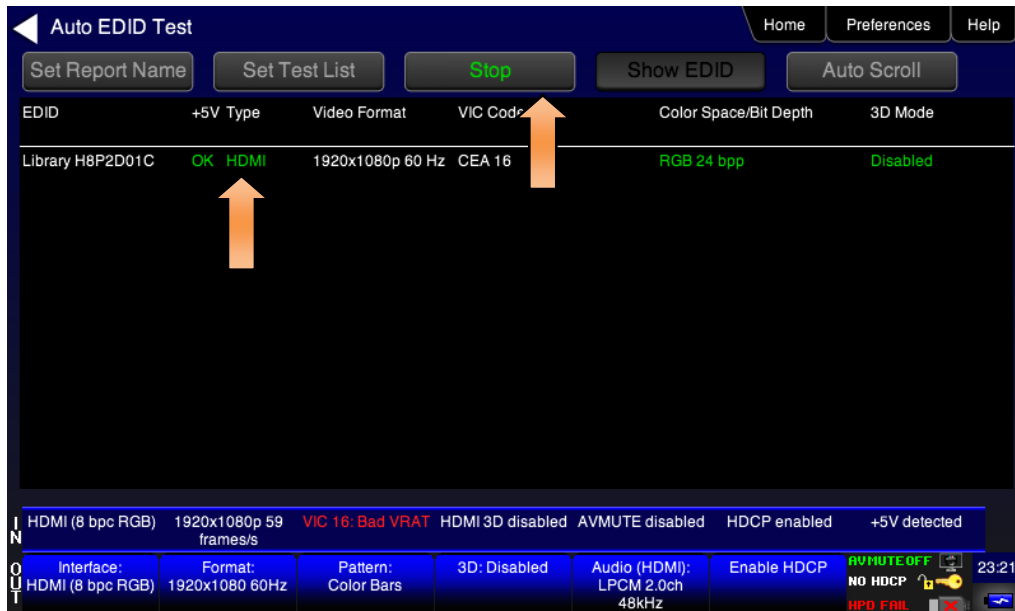 Auto EDID Test
Home
Preferences
Help
Set Report Name
Set Test List
Stop
Show EDID
Auto Scroll
EDID +5V Type Video Format VIC Code Color Space/Bit Depth 3D Mode
Library H8P2D01C OK HDMI 1920x1080p 60 Hz CEA 16 RGB 24 bpp Disabled
IN
HDMI (8 bpc RGB)
1920x1080p 59
frames/s
VIC 16: Bad VRAT
HDMI 3D disabled
AVMUTE disabled
HDCP enabled
+5V detected
OUT
Interface:
HDMI (8 bpc RGB)
Format:
1920x1080 60Hz
Pattern:
Color Bars
3D: Disabled
Audio (HDMI):
LPCM 2.0ch
48kHz
Enable HDCP
AVMUTEOFF
NO HDCP
HPD FAIL
23:21